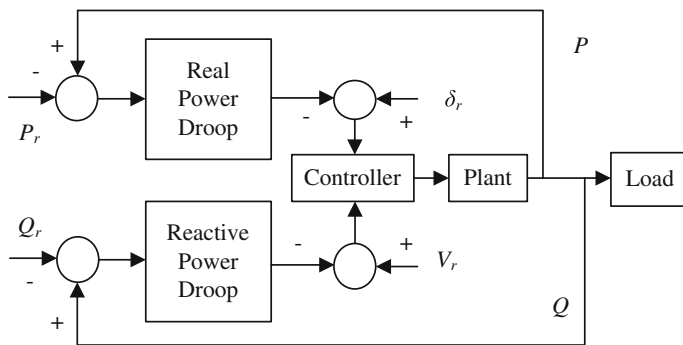 +
P
-
Real
Power
Droop
P_r
-
δ_r
+
Controller
Plant
Load
Q_r
-
Reactive
Power
Droop
-
+
V_r
+
Q